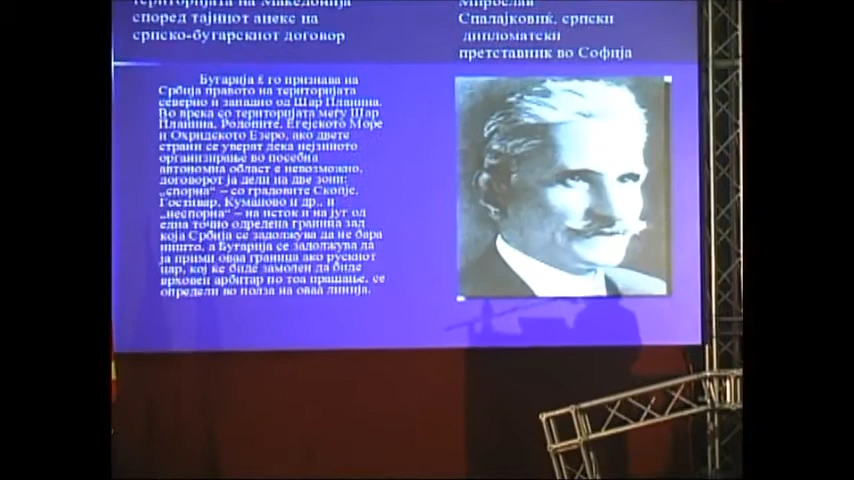 територијата на Македонија
според тајниот анекс на
српско-бугарскиот договор
Мирослав
Спалајковиќ, српски
дипломатски
претставник во Софија
Бугарија ѐ го признава на
Србија правото на територијата
северно и западно од Шар Планина.
Во врска со територијата меѓу Шар
Планина, Родопите, Егејското Море
и Охридското Езеро, ако двете
страни се уверат дека нејзиното
организирање во посебна
автономна област е невозможно,
договорот ја дели на две зони:
„спорна“ – со градовите Скопје,
Гостивар, Куманово и др., и
„неспорна“ – на исток и на југ од
една точно одредена граница зад
која Србија се задолжува да не бара
ништо, а Бугарија се задолжува да
ја прими оваа граница ако рускиот
цар, кој ќе биде замолен да биде
врховен арбитар по тоа прашање, се
определи во полза на оваа линија.